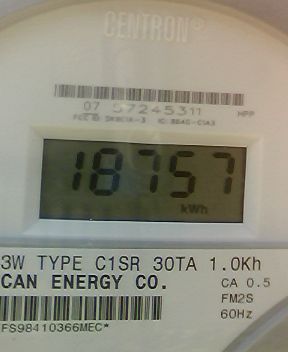 CENTRON®
07 57245311 HPP
18757
kWh
3W TYPE C1SR 30TA 1.0Kh
CAN ENERGY CO. CA 0.5
FM2S
60Hz
FS98410366MEC*